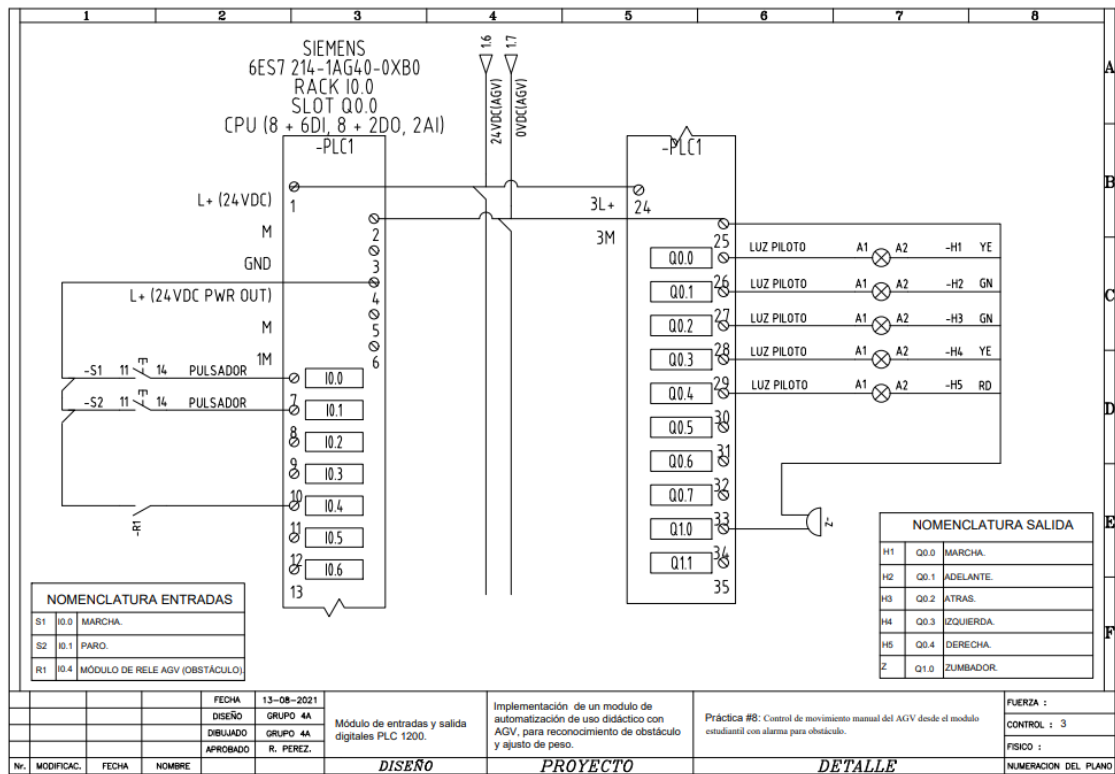 1 2 3 4 5 6 7 8
A
B
C
D
E
F
SIEMENS
6ES7 214-1AG40-0XB0
RACK I0.0
SLOT Q0.0
CPU (8 + 6DI, 8 + 2DO, 2AI)
-PLC1
1.6
1.7
24VDC(AGV)
0VDC(AGV)
L+ (24VDC)
M
GND
L+ (24VDC PWR OUT)
M
1M
1
2
3
4
5
6
-S1 11 14 PULSADOR
-S2 11 14 PULSADOR
-R1
I0.0
7
I0.1
8
I0.2
9
I0.3
10
I0.4
11
I0.5
12
I0.6
13
-PLC1
3L+ 24
3M
25
Q0.0 LUZ PILOTO A1 A2 -H1 YE
26
Q0.1 LUZ PILOTO A1 A2 -H2 GN
27
Q0.2 LUZ PILOTO A1 A2 -H3 GN
28
Q0.3 LUZ PILOTO A1 A2 -H4 YE
29
Q0.4 LUZ PILOTO A1 A2 -H5 RD
30
Q0.5
31
Q0.6
32
Q0.7
33
Q1.0
34
Q1.1
35
Z-
NOMENCLATURA ENTRADAS
S1 I0.0 MARCHA.
S2 I0.1 PARO.
R1 I0.4 MÓDULO DE RELE AGV (OBSTÁCULO).
NOMENCLATURA SALIDA
H1 Q0.0 MARCHA.
H2 Q0.1 ADELANTE.
H3 Q0.2 ATRAS.
H4 Q0.3 IZQUIERDA.
H5 Q0.4 DERECHA.
Z Q1.0 ZUMBADOR.
FECHA 13-08-2021
DISEÑO GRUPO 4A
DIBUJADO GRUPO 4A
APROBADO R. PEREZ.
Nr. MODIFICAC. FECHA NOMBRE
Módulo de entradas y salida
digitales PLC 1200.
DISEÑO
Implementación de un modulo de
automatización de uso didáctico con
AGV, para reconocimiento de obstáculo
y ajusto de peso.
PROYECTO
Práctica #8: Control de movimiento manual del AGV desde el modulo
estudiantil con alarma para obstáculo.
DETALLE
FUERZA :
CONTROL : 3
FISICO :
NUMERACION DEL PLANO